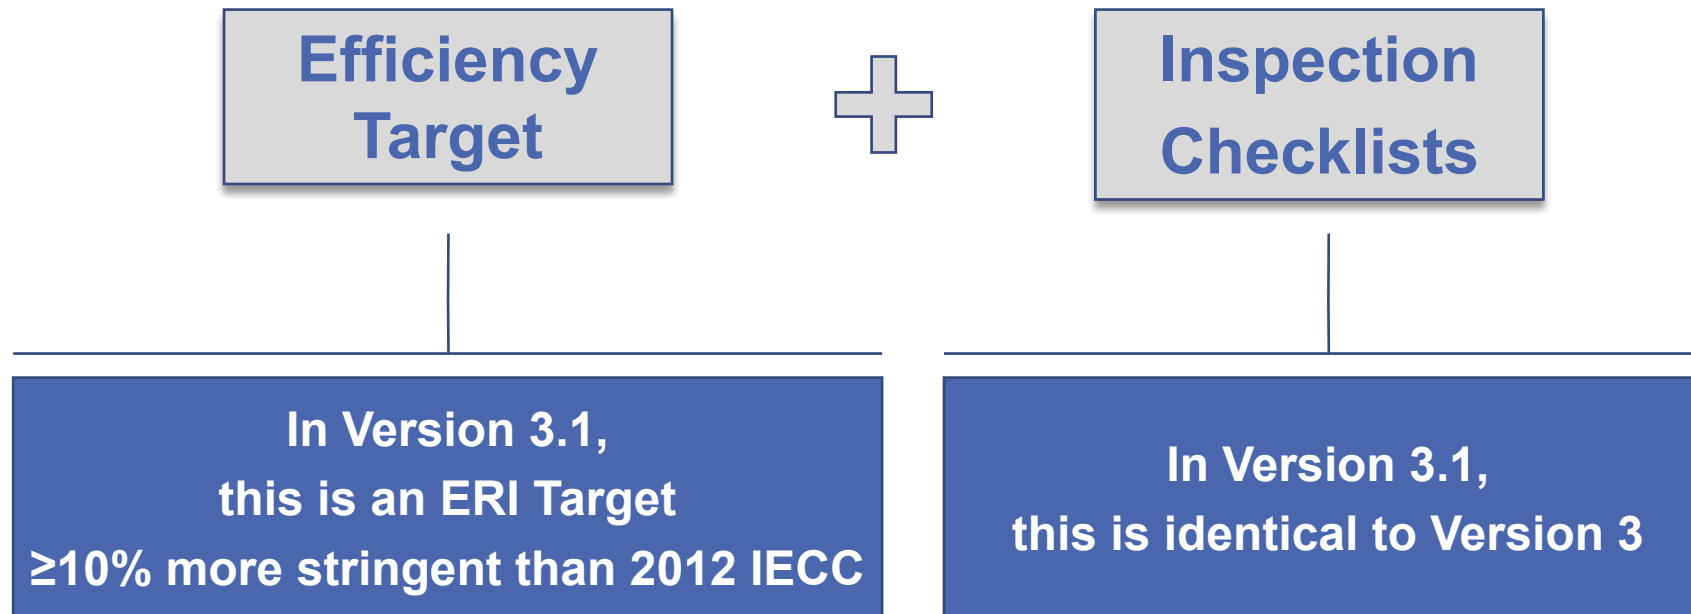 Efficiency
Target
Inspection
Checklists
In Version 3.1,
this is an ERI Target
≥10% more stringent than 2012 IECC
In Version 3.1,
this is identical to Version 3